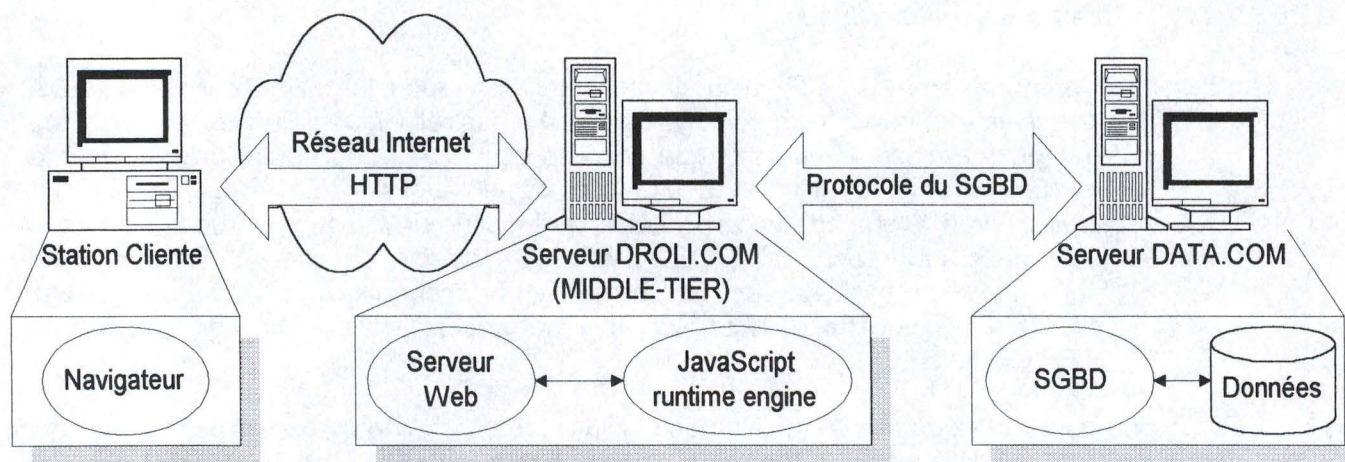 Réseau Internet
HTTP
Protocole du SGBD
Station Cliente
Serveur DROLI.COM
(MIDDLE-TIER)
Serveur DATA.COM
Navigateur
Serveur
Web
JavaScript
runtime engine
SGBD
Données